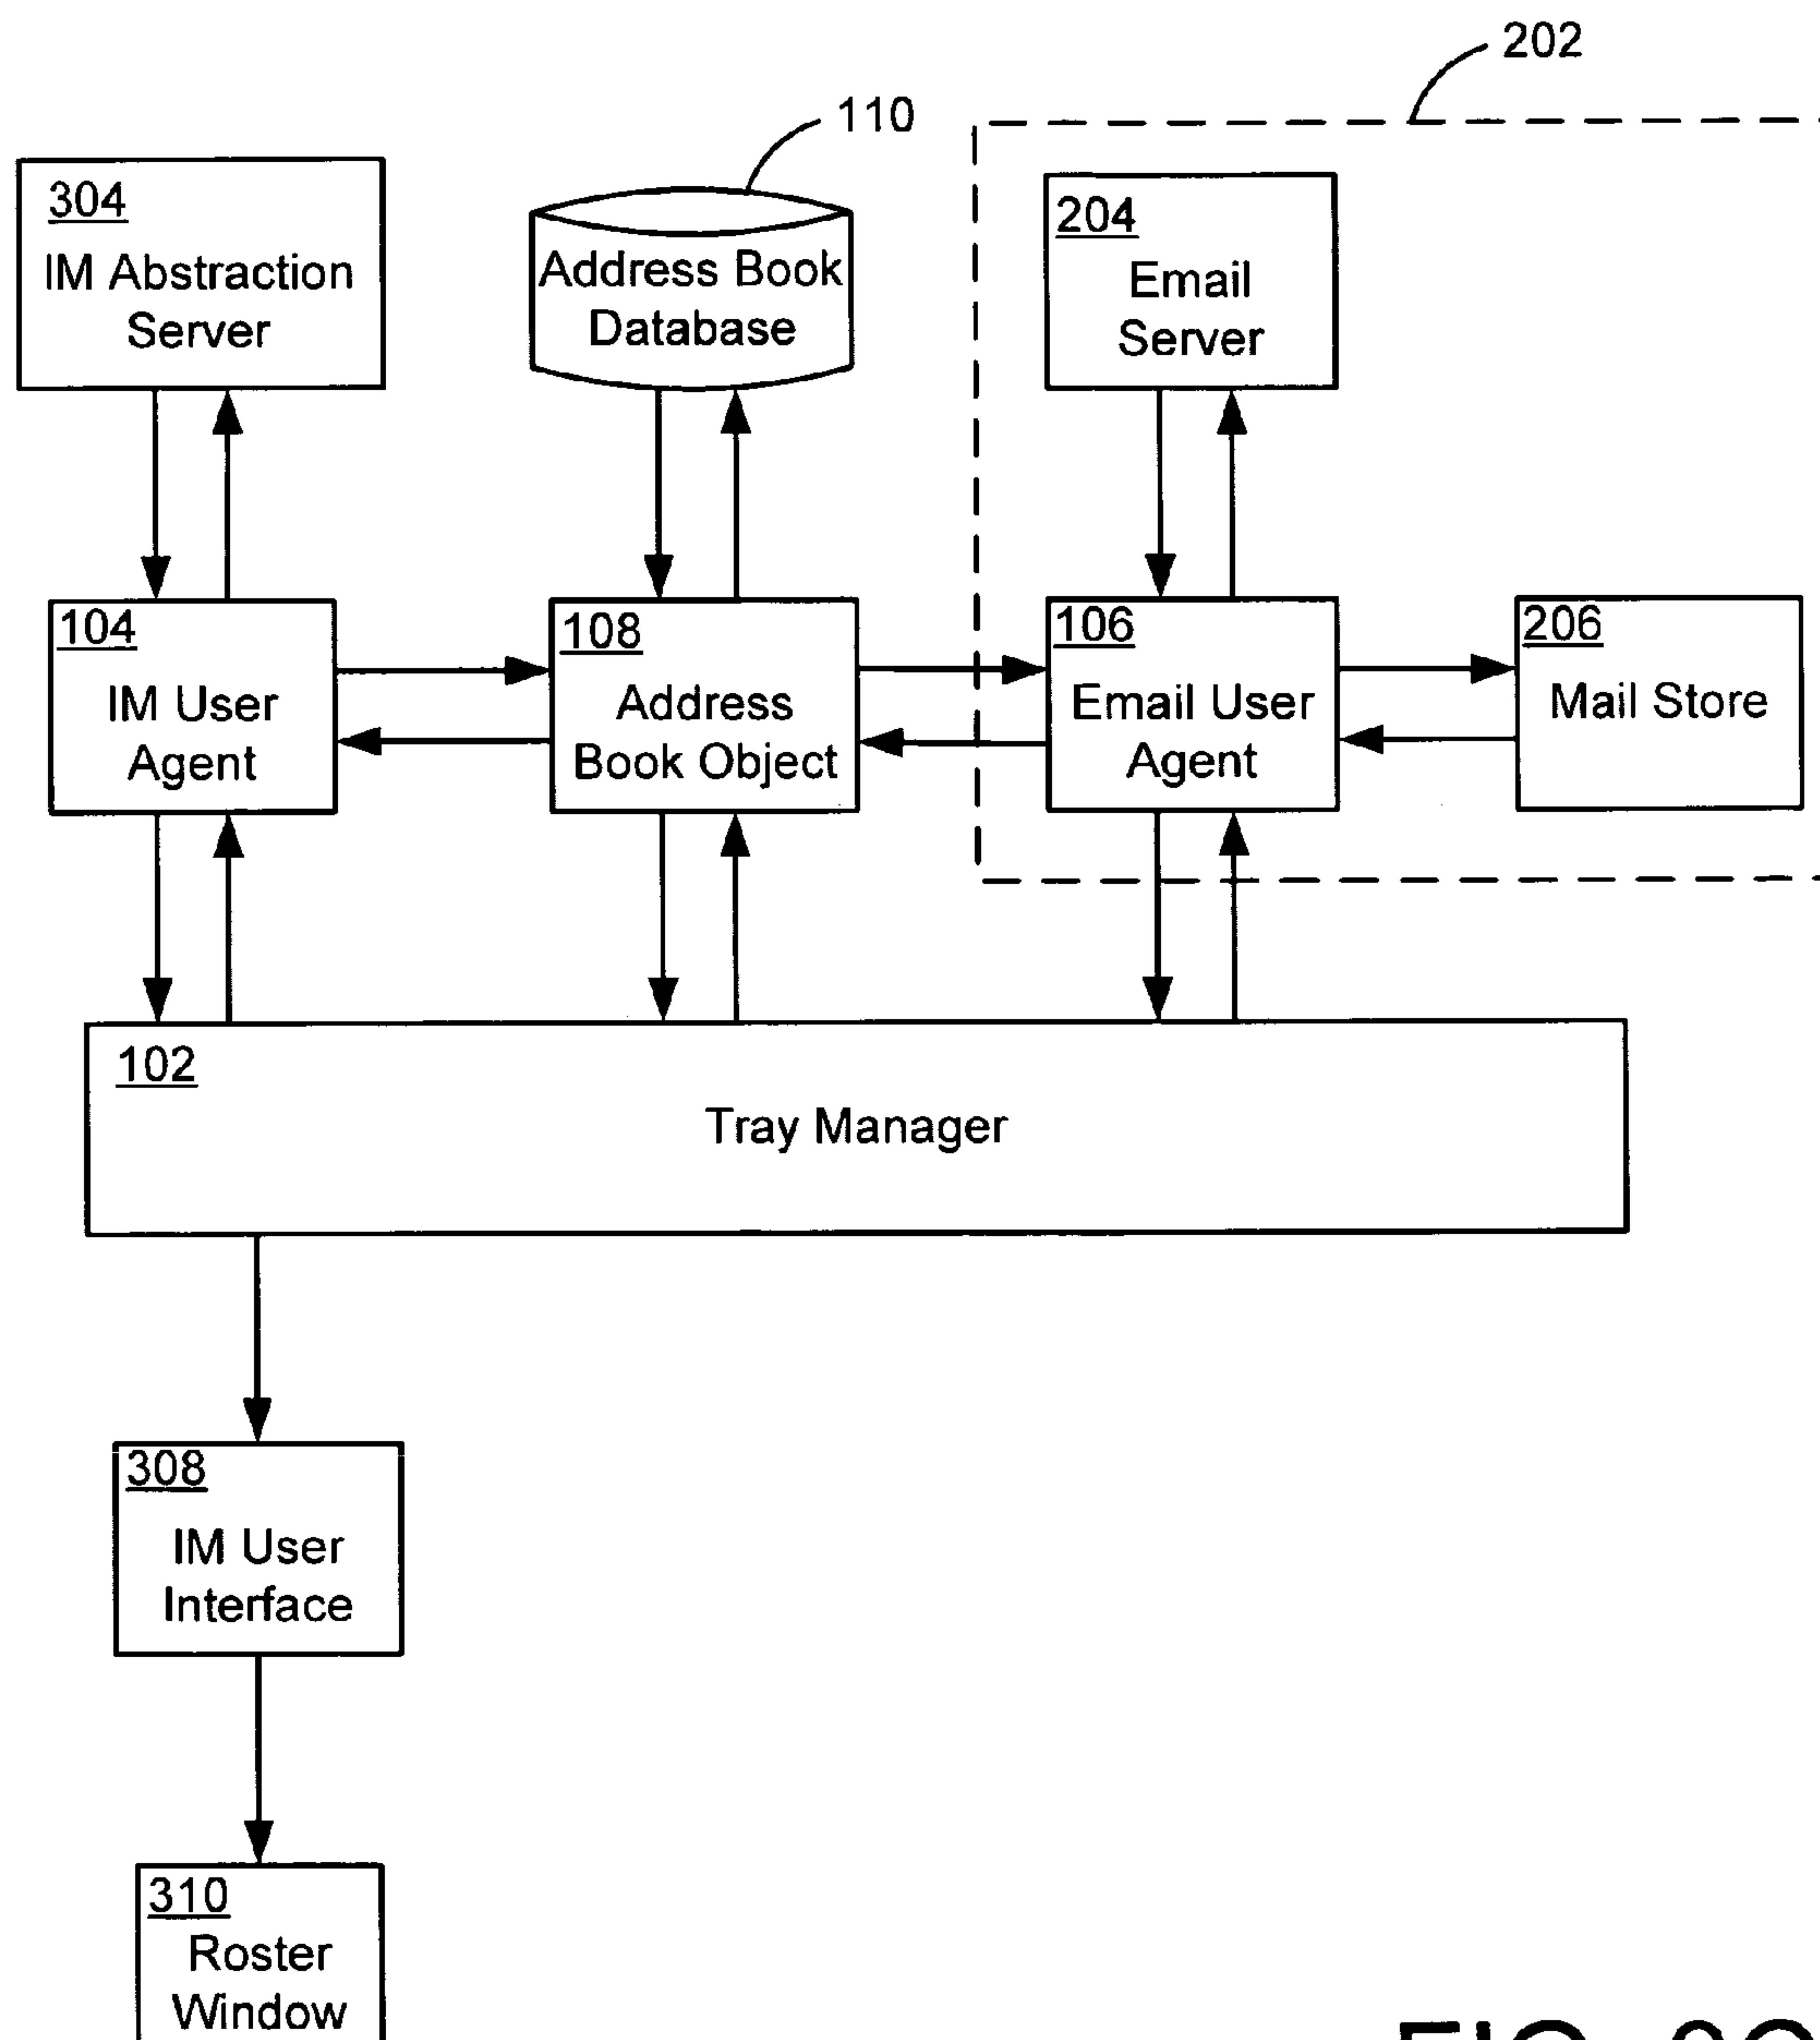 202
110
304
IM Abstraction
Server
Address Book
Database
204
Email
Server
104
IM User
Agent
108
Address
Book Object
106
Email User
Agent
206
Mail Store
102
Tray Manager
308
IM User
Interface
310
Roster
Window
FIG.